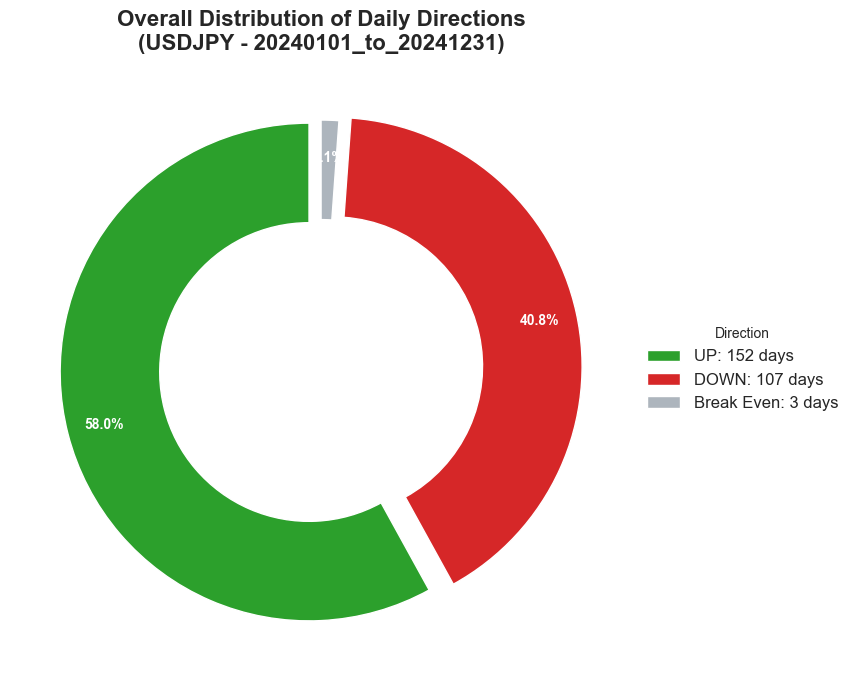 Overall Distribution of Daily Directions
(USDJPY - 20240101_to_20241231)
40.8%
58.0%
Direction
UP: 152 days
DOWN: 107 days
Break Even: 3 days